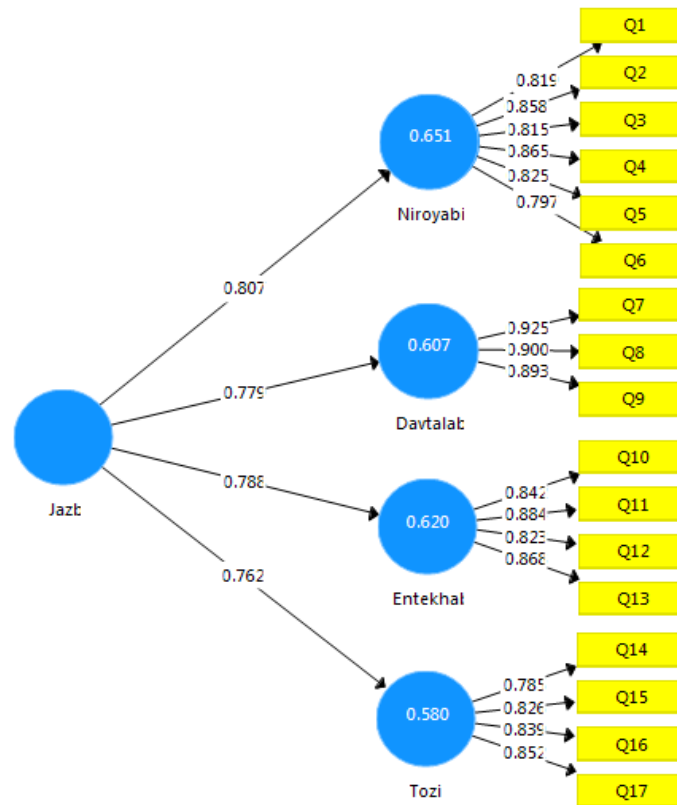 Q1
0.819
Q2
0.858
Q3
0.815
0.651
0.865
Q4
0.825
0.797
Q5
Niroyabi
Q6
0.807
Q7
0.925
0.607
0.900
Q8
0.893
0.779
Q9
Davtalab
Jazb
Q10
0.788
0.842
Q11
0.884
0.620
0.823
Q12
0.868
0.762
Entekhab
Q13
Q14
0.785
Q15
0.826
0.580
0.839
Q16
0.852
Tozi
Q17